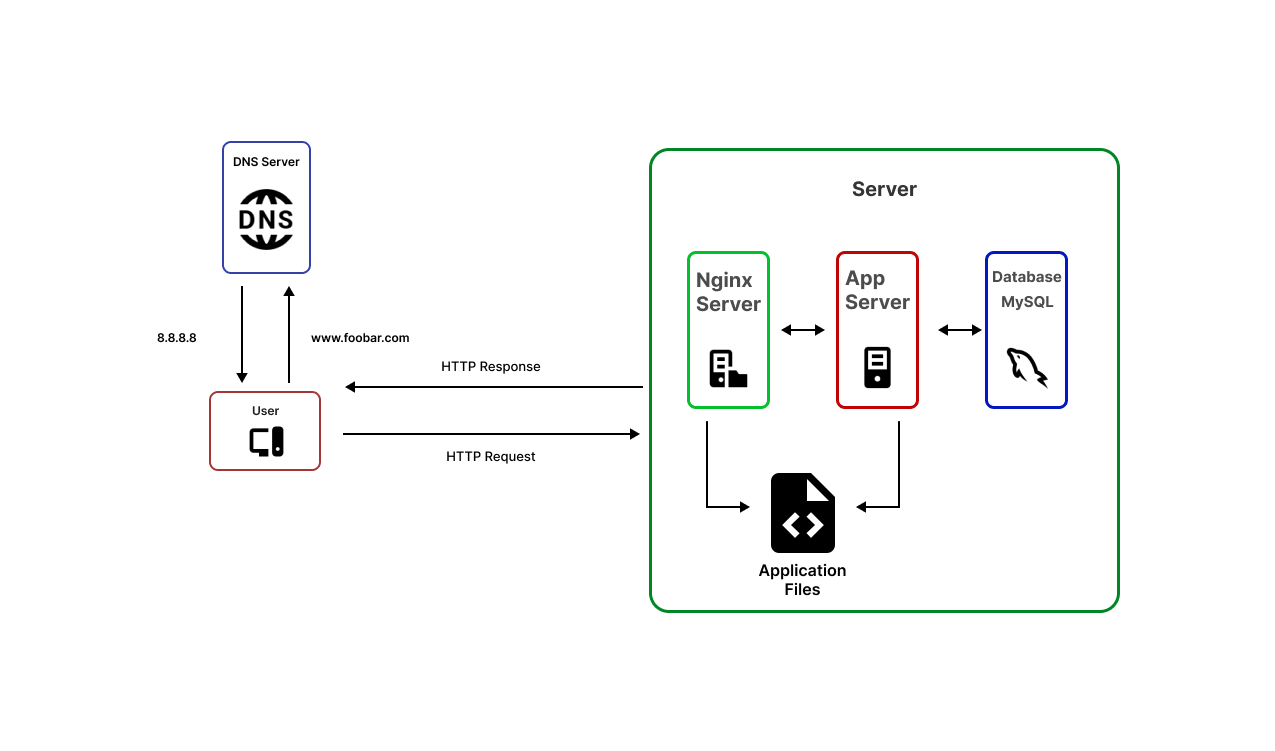 DNS Server
DNS
8.8.8.8
www.foobar.com
User
HTTP Response
HTTP Request
Server
Nginx
Server
App
Server
Database
MySQL
Application
Files